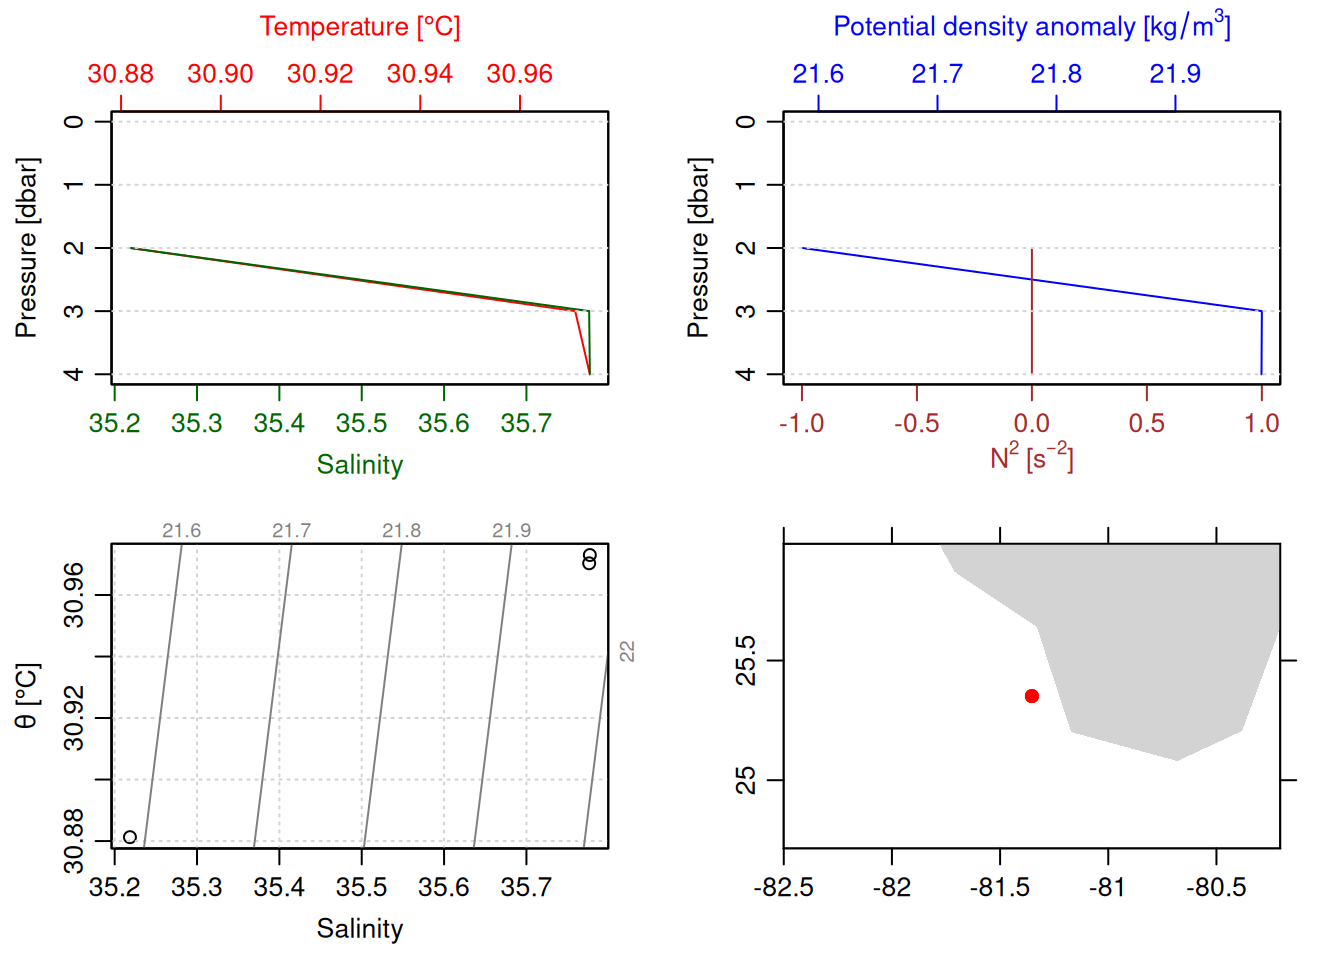 Temperature [°C]
30.88 30.90 30.92 30.94 30.96
Pressure [dbar]
0
1
2
3
4
35.2 35.3 35.4 35.5 35.6 35.7
Salinity
Potential density anomaly [kg/m³]
21.6 21.7 21.8 21.9
Pressure [dbar]
0
1
2
3
4
-1.0 -0.5 0.0 0.5 1.0
N² [s⁻²]
21.6 21.7 21.8 21.9
22
θ [°C]
30.96
30.92
30.88
35.2 35.3 35.4 35.5 35.6 35.7
Salinity
25.5
25
-82.5 -82 -81.5 -81 -80.5